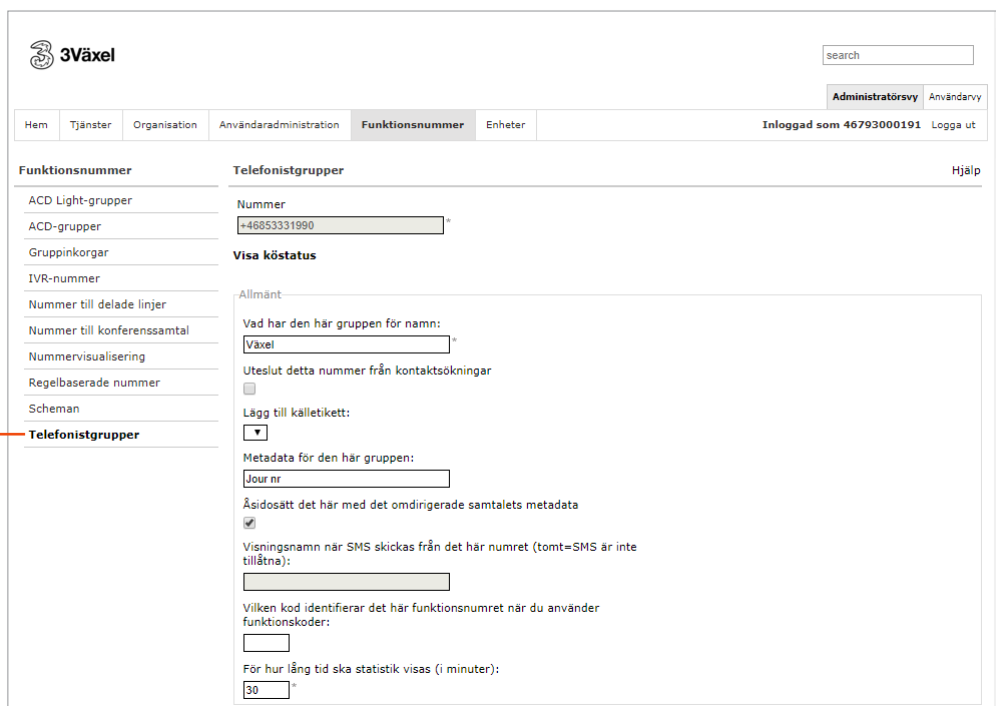 3Växel
search
Administratörsvy Användarvy
Hem Tjänster Organisation Användaradministration Funktionsnummer Enheter Inloggad som 46793000191 Logga ut
Funktionsnummer
ACD Light-grupper
ACD-grupper
Gruppinkorgar
IVR-nummer
Nummer till delade linjer
Nummer till konferenssamtal
Nummervisualisering
Regelbaserade nummer
Scheman
Telefonistgrupper
Telefonistgrupper Hjälp
Nummer
+46853331990 *
Visa köstatus
Allmänt
Vad har den här gruppen för namn:
Växel *
Uteslut detta nummer från kontaktsökningar
Lägg till källetikett:
Metadata för den här gruppen:
Jour nr
Åsidosätt det här med det omdirigerade samtalets metadata
Visningsnamn när SMS skickas från det här numret (tomt=SMS är inte
tillåtna):
Vilken kod identifierar det här funktionsnumret när du använder
funktionskoder:
För hur lång tid ska statistik visas (i minuter):
30 *